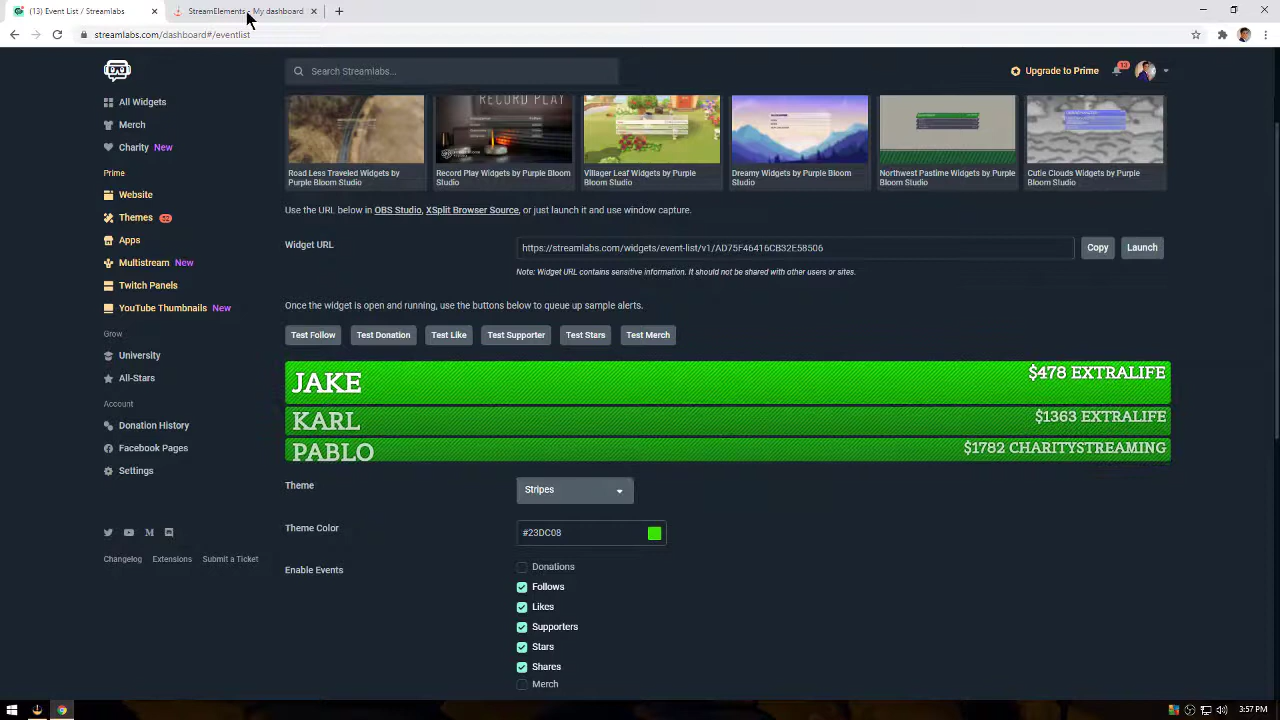 (13) Event List / Streamlabs
StreamElements - My dashboard
streamlabs.com/dashboard#/eventlist
Search Streamlabs...
Upgrade to Prime
13
All Widgets
Merch
Charity New
Prime
Website
Themes 12
Apps
Multistream New
Twitch Panels
YouTube Thumbnails New
Grow
University
All-Stars
Account
Donation History
Facebook Pages
Settings
Changelog Extensions Submit a Ticket
RECORD PLAY
Road Less Traveled Widgets by
Purple Bloom Studio
Record Play Widgets by Purple Bloom
Studio
Villager Leaf Widgets by Purple
Bloom Studio
Dreamy Widgets by Purple Bloom
Studio
Northwest Pastime Widgets by Purple
Bloom Studio
Cutie Clouds Widgets by Purple
Bloom Studio
Use the URL below in OBS Studio, XSplit Browser Source, or just launch it and use window capture.
Widget URL
https://streamlabs.com/widgets/event-list/v1/AD75F46416CB32E58506
Copy
Launch
Note: Widget URL contains sensitive information. It should not be shared with other users or sites.
Once the widget is open and running, use the buttons below to queue up sample alerts.
Test Follow Test Donation Test Like Test Supporter Test Stars Test Merch
JAKE $478 EXTRALIFE
KARL $1363 EXTRALIFE
PABLO $1782 CHARITYSTREAMING
Theme
Stripes
Theme Color
#23DC08
Enable Events
Donations
Follows
Likes
Supporters
Stars
Shares
Merch
3:57 PM